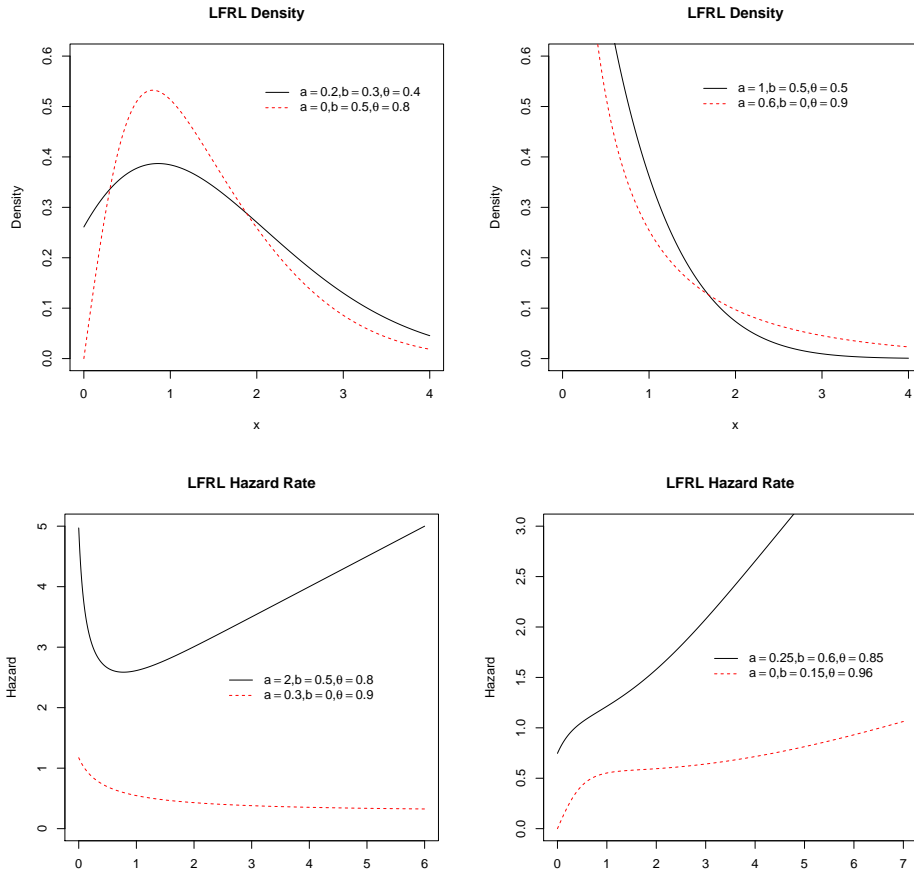 LFRL Density
Density
0.0 0.1 0.2 0.3 0.4 0.5 0.6
a = 0.2,b = 0.3,θ = 0.4
a = 0,b = 0.5,θ = 0.8
0 1 2 3 4
x
LFRL Density
Density
0.0 0.1 0.2 0.3 0.4 0.5 0.6
a = 1,b = 0.5,θ = 0.5
a = 0.6,b = 0,θ = 0.9
0 1 2 3 4
x
LFRL Hazard Rate
Hazard
0 1 2 3 4 5
a = 2,b = 0.5,θ = 0.8
a = 0.3,b = 0,θ = 0.9
0 1 2 3 4 5 6
LFRL Hazard Rate
Hazard
0.0 0.5 1.0 1.5 2.0 2.5 3.0
a = 0.25,b = 0.6,θ = 0.85
a = 0,b = 0.15,θ = 0.96
0 1 2 3 4 5 6 7